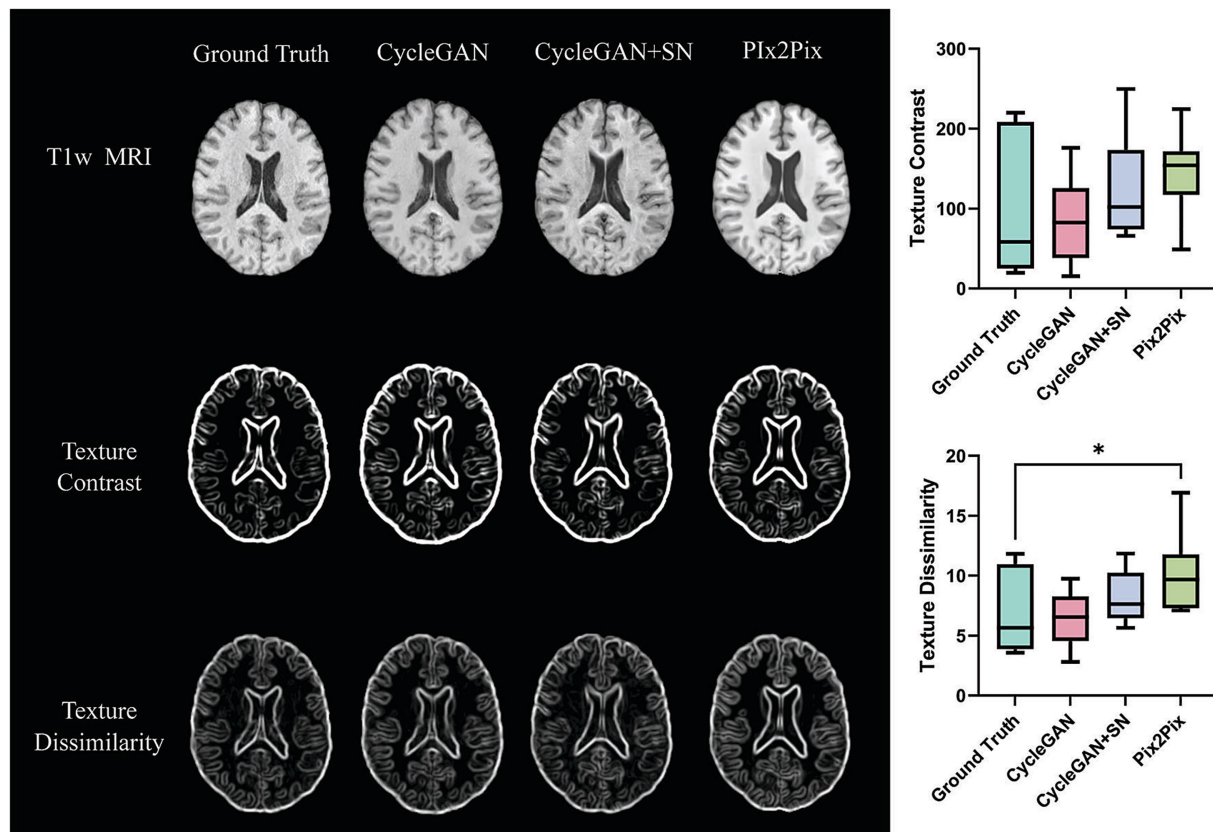 Ground Truth CycleGAN CycleGAN+SN PIx2Pix
T1w MRI
Texture
Contrast
Texture
Dissimilarity
Texture Contrast
300
200
100
0
Ground Truth
CycleGAN
CycleGAN+SN
Pix2Pix
Texture Dissimilarity
20
15
10
5
0
*
Ground Truth
CycleGAN
CycleGAN+SN
Pix2Pix